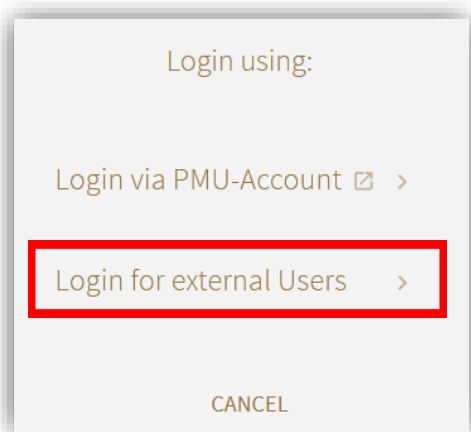 Login using:
Login via PMU-Account
Login for external Users
CANCEL